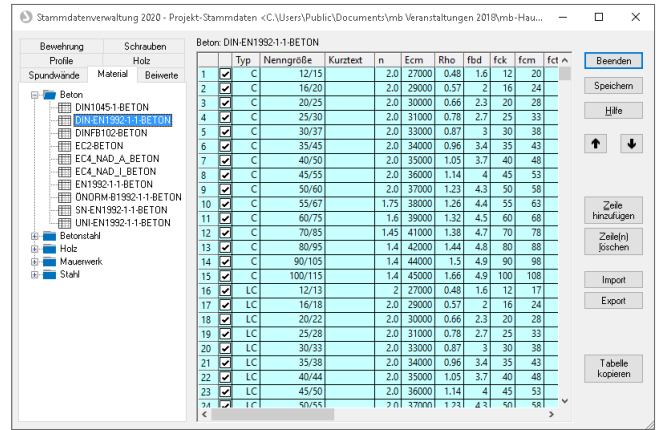 Stammdatenverwaltung 2020 - Projekt-Stammdaten <C:\Users\Public\Documents\mb Veranstaltungen 2018\mb-Hau...
Bewehrung Schrauben
Profile Holz
Spundwände Material Beiwerte
Beton
DIN1045-1-BETON
DIN-EN1992-1-1-BETON
DINFB102-BETON
EC2-BETON
EC4_NAD_A_BETON
EC4_NAD_I_BETON
EN1992-1-1-BETON
ÖNORM-B1992-1-1-BETON
SN-EN1992-1-1-BETON
UNI-EN1992-1-1-BETON
Betonstahl
Holz
Mauerwerk
Stahl
Beton: DIN-EN1992-1-1-BETON
Typ Nenngröße Kurztext n Ecm Rho fbd fck fcm fct
1 C 12/15 2.0 27000 0.48 1.6 12 20
2 C 16/20 2.0 29000 0.57 2 16 24
3 C 20/25 2.0 30000 0.66 2.3 20 28
4 C 25/30 2.0 31000 0.78 2.7 25 33
5 C 30/37 2.0 33000 0.87 3 30 38
6 C 35/45 2.0 34000 0.96 3.4 35 43
7 C 40/50 2.0 35000 1.05 3.7 40 48
8 C 45/55 2.0 36000 1.14 4 45 53
9 C 50/60 2.0 37000 1.23 4.3 50 58
10 C 55/67 1.75 38000 1.26 4.4 55 63
11 C 60/75 1.6 39000 1.32 4.5 60 68
12 C 70/85 1.45 41000 1.38 4.7 70 78
13 C 80/95 1.4 42000 1.44 4.8 80 88
14 C 90/105 1.4 44000 1.5 4.9 90 98
15 C 100/115 1.4 45000 1.66 4.9 100 108
16 LC 12/13 2 27000 0.48 1.6 12 17
17 LC 16/18 2.0 29000 0.57 2 16 24
18 LC 20/22 2.0 30000 0.66 2.3 20 28
19 LC 25/28 2.0 31000 0.78 2.7 25 33
20 LC 30/33 2.0 33000 0.87 3 30 38
21 LC 35/38 2.0 34000 0.96 3.4 35 43
22 LC 40/44 2.0 35000 1.05 3.7 40 48
23 LC 45/50 2.0 36000 1.14 4 45 53
24 LC 50/55 2.0 37000 1.23 4.3 50 58
Beenden
Speichern
Hilfe
Zeile
hinzufügen
Zeile(n)
löschen
Import
Export
Tabelle
kopieren